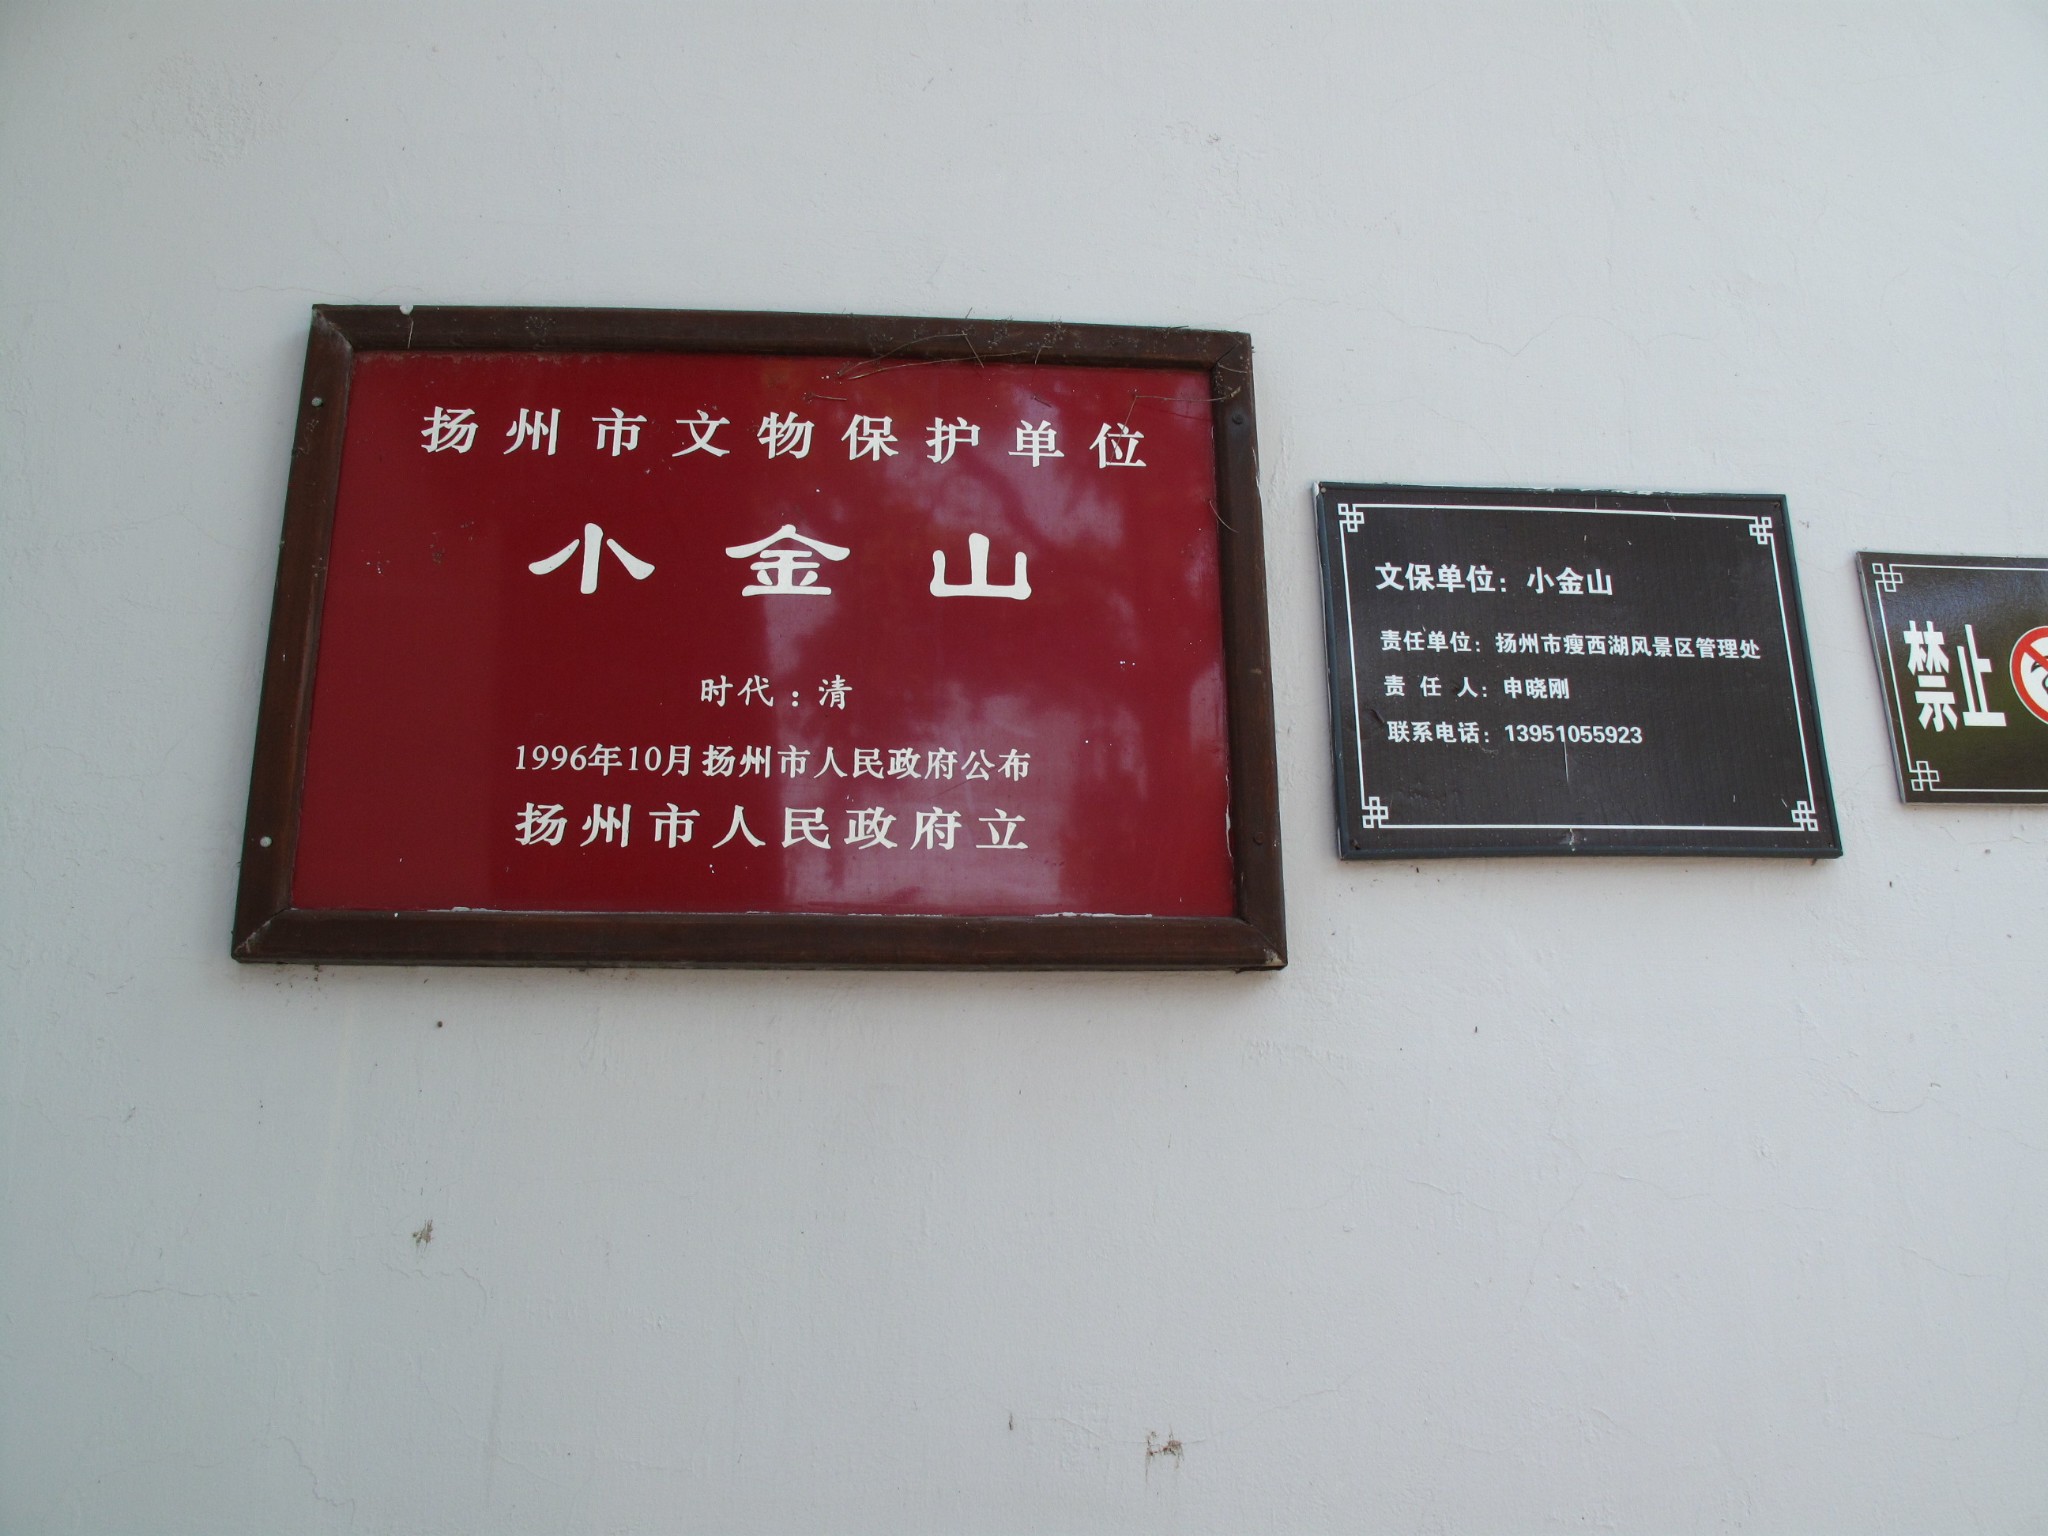 扬州市文物保护单位
小金山
时代：清
1996年10月扬州市人民政府公布
扬州市人民政府立
文保单位：小金山
责任单位：扬州市瘦西湖风景区管理处
责任人：申晓刚
联系电话：13951055923
禁止